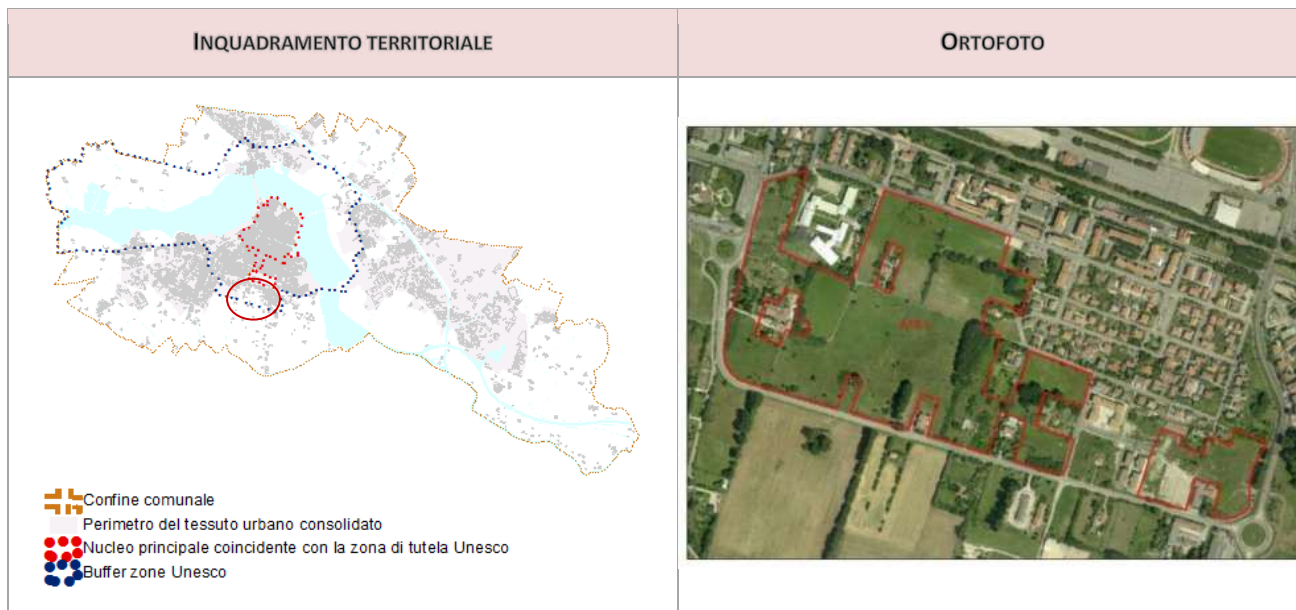 INQUADRAMENTO TERRITORIALE
ORTOFOTO
Confine comunale
Perimetro del tessuto urbano consolidato
Nucleo principale coincidente con la zona di tutela Unesco
Buffer zone Unesco